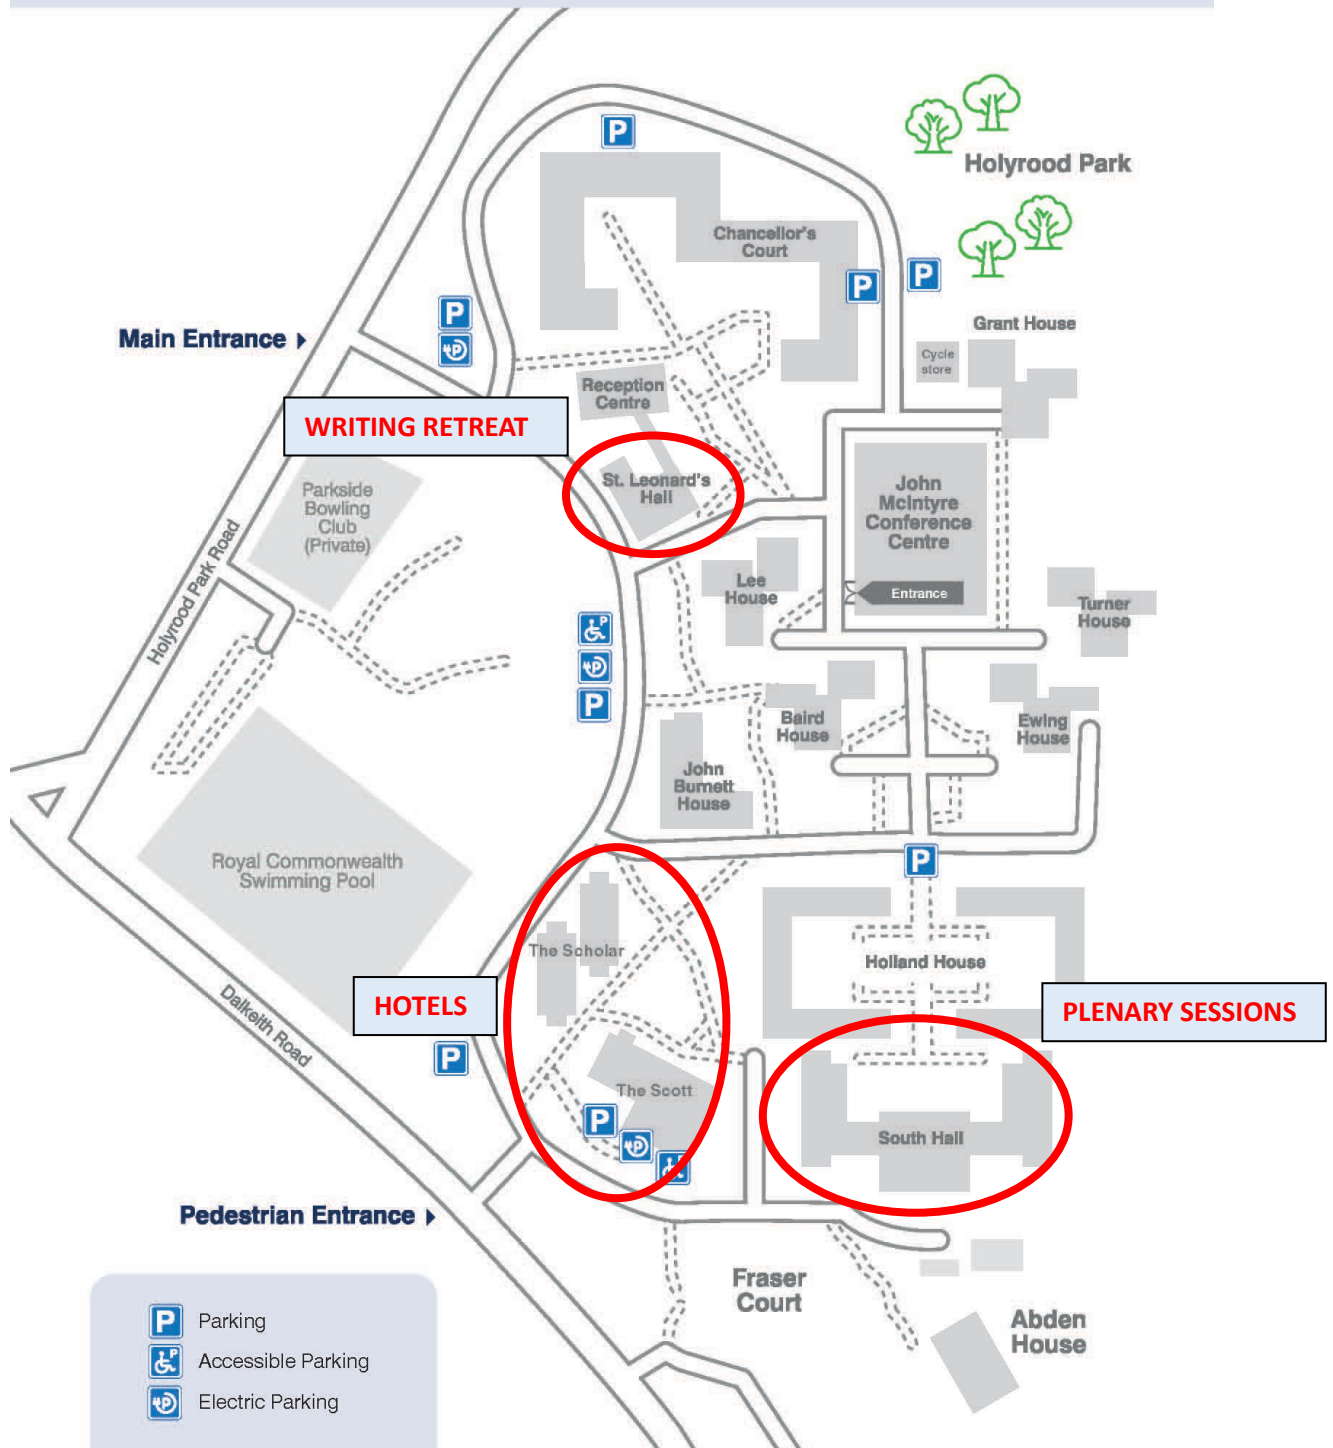 P
Holyrood Park
Chancellor's
Court
P
P
P
Main Entrance
P
Grant House
Cycle
store
Reception
Centre
WRITING RETREAT
St. Leonard's
Hall
Parkside
Bowling
Club
(Private)
John
McIntyre
Conference
Centre
Entrance
Holyrood Park Road
Lee
House
Turner
House
P
P
P
Baird
House
Ewing
House
John
Burnett
House
Royal Commonwealth
Swimming Pool
P
The Scholar
Holland House
HOTELS
PLENARY SESSIONS
Dalkeith Road
P
The Scott
P
P
P
South Hall
Pedestrian Entrance
Fraser
Court
Abden
House
P Parking
P Accessible Parking
P Electric Parking